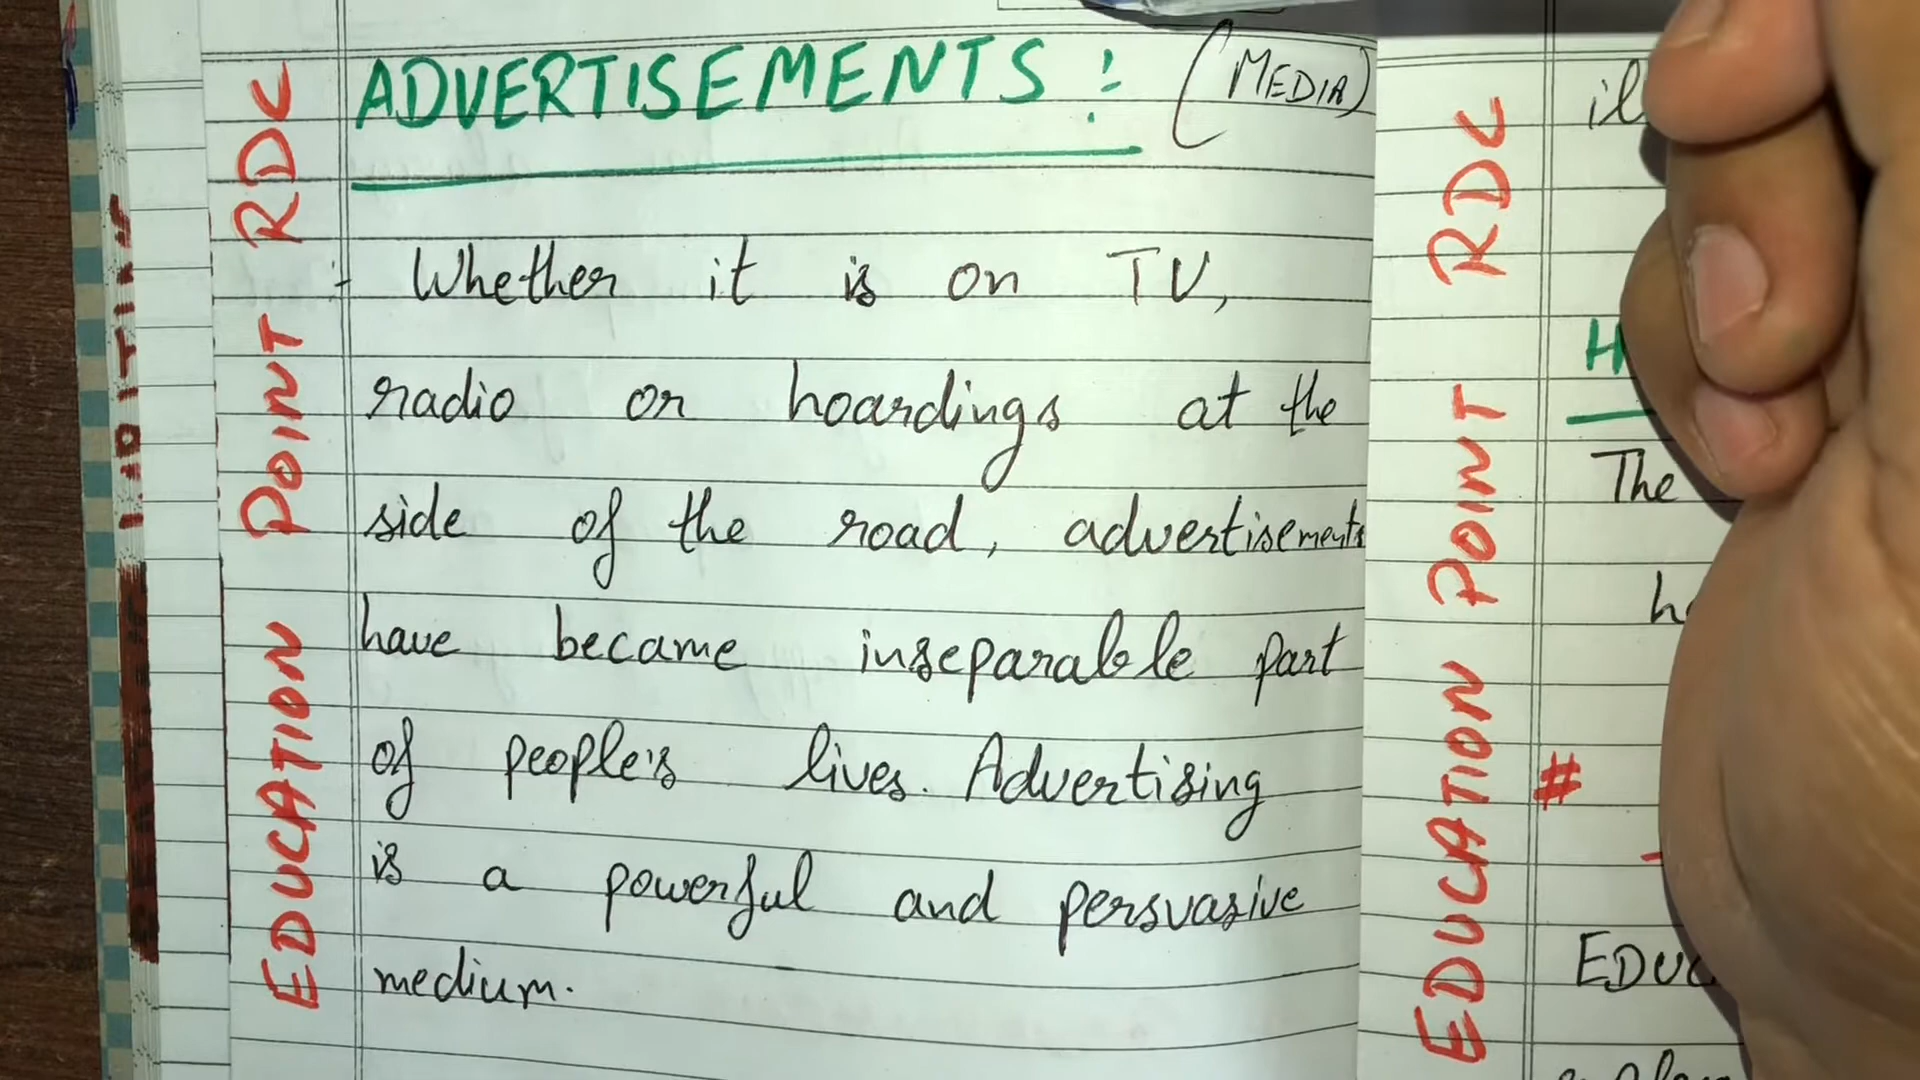 ADVERTISEMENTS : (MEDIA)
Whether it is on TV,
radio or hoardings at the
side of the road, advertisements
have became inseparable part
of people's lives. Advertising
is a powerful and persuasive
medium.
EDUCATION POINT RDC
EDUCATION POINT RDC
The
#